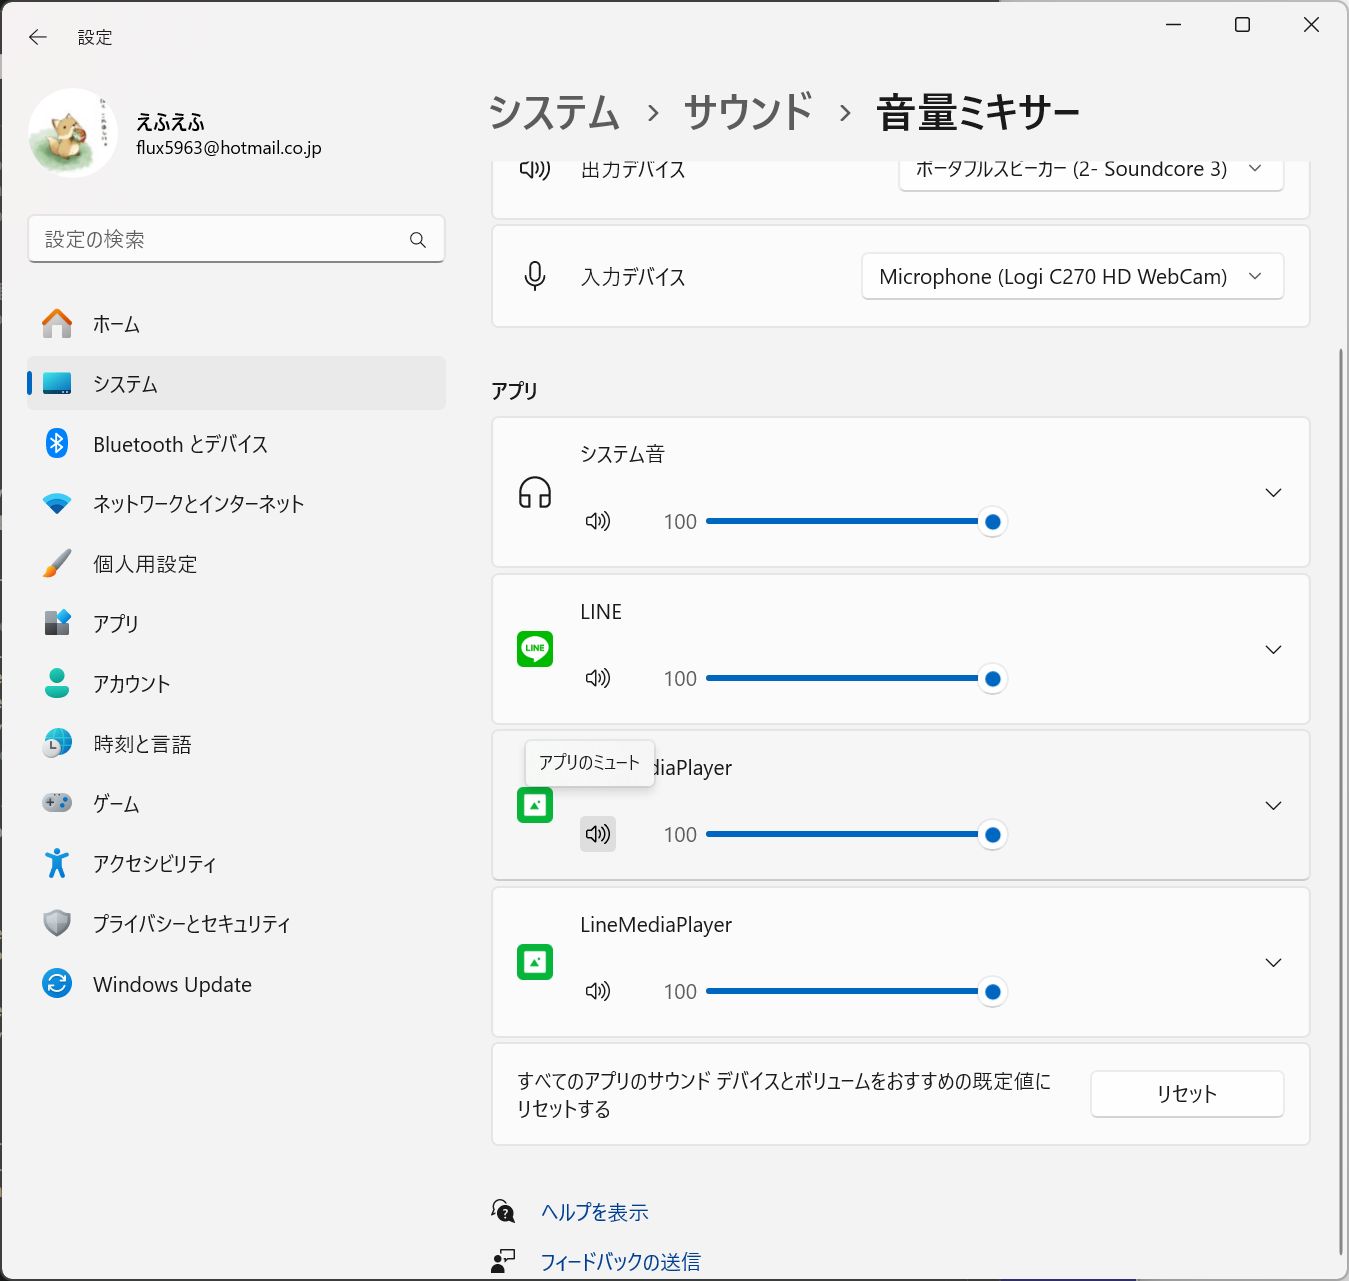 設定
えふえふ
flux5963@hotmail.co.jp
設定の検索
ホーム
システム
Bluetooth とデバイス
ネットワークとインターネット
個人用設定
アプリ
アカウント
時刻と言語
ゲーム
アクセシビリティ
プライバシーとセキュリティ
Windows Update
システム › サウンド › 音量ミキサー
出力デバイス
ポータブルスピーカー (2- Soundcore 3)
入力デバイス
Microphone (Logi C270 HD WebCam)
アプリ
システム音
100
LINE
LINE
100
アプリのミュート
diaPlayer
100
LineMediaPlayer
100
すべてのアプリのサウンド デバイスとボリュームをおすすめの既定値に
リセットする
リセット
ヘルプを表示
フィードバックの送信